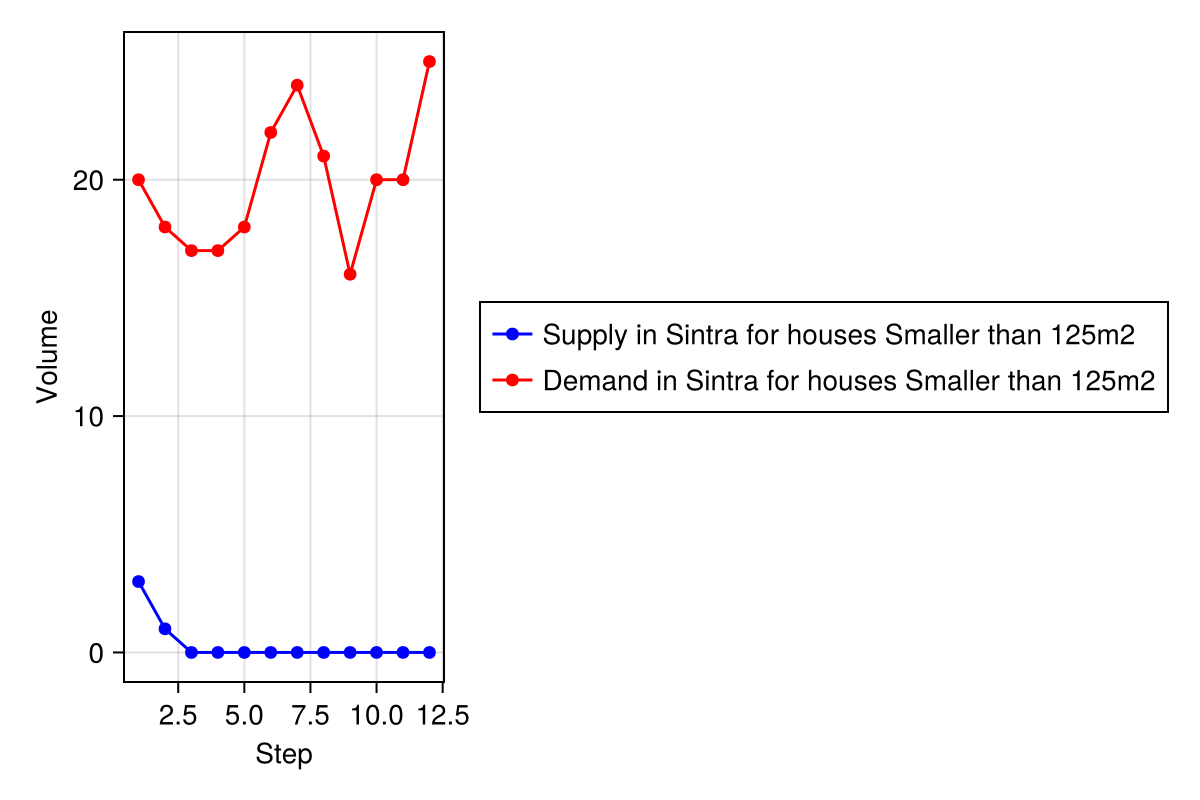 Volume
20
10
0
2.5 5.0 7.5 10.0 12.5
Step
Supply in Sintra for houses Smaller than 125m2
Demand in Sintra for houses Smaller than 125m2